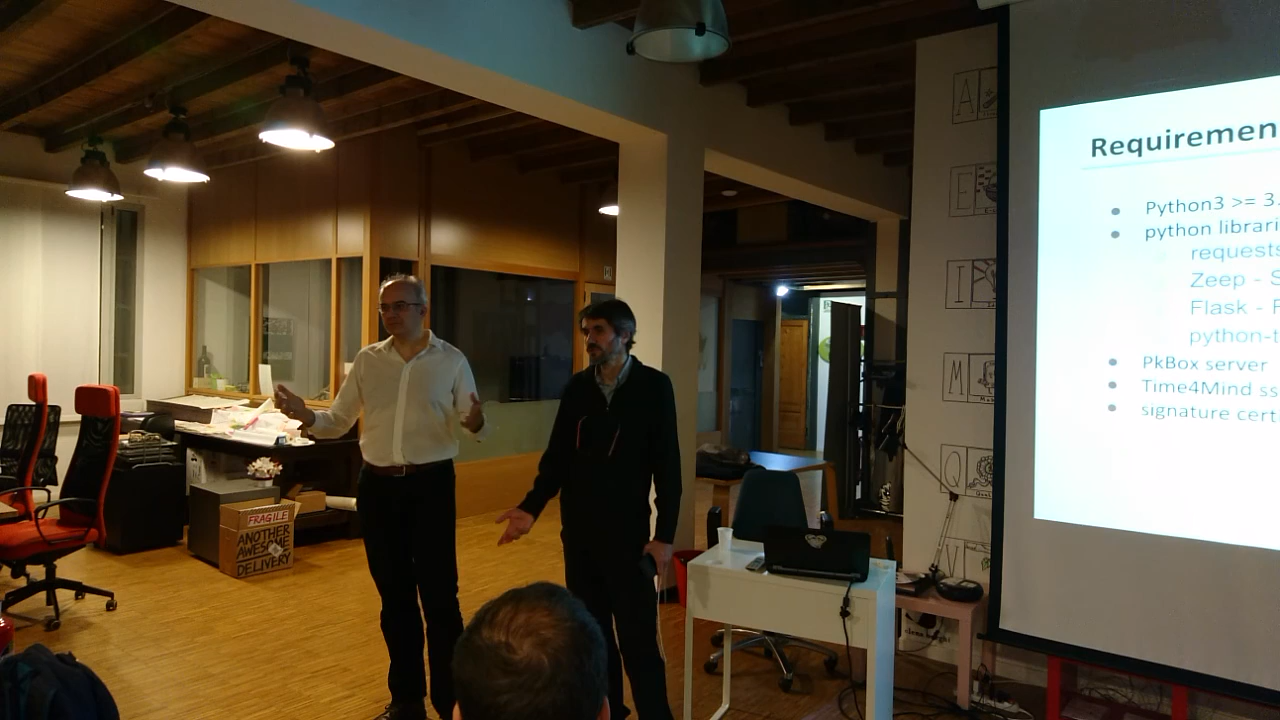 Requiremen
Python3 >= 3.
python librari
requests
Zeep - S
Flask - F
python-t
PkBox server
Time4Mind ss
signature cert
FRAGILE
ANOTHER
AWESOME
DELIVERY
A
E
I
M
Q